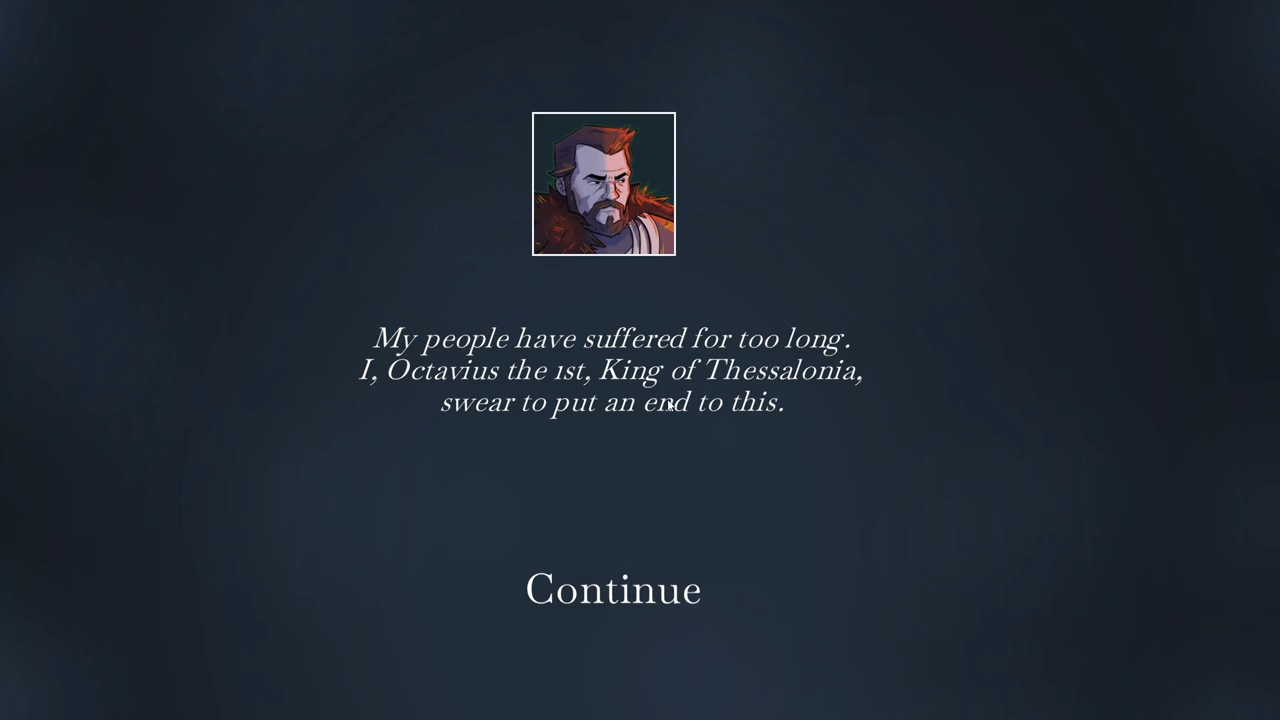 My people have suffered for too long.
I, Octavius the 1st, King of Thessalonia,
swear to put an end to this.
Continue